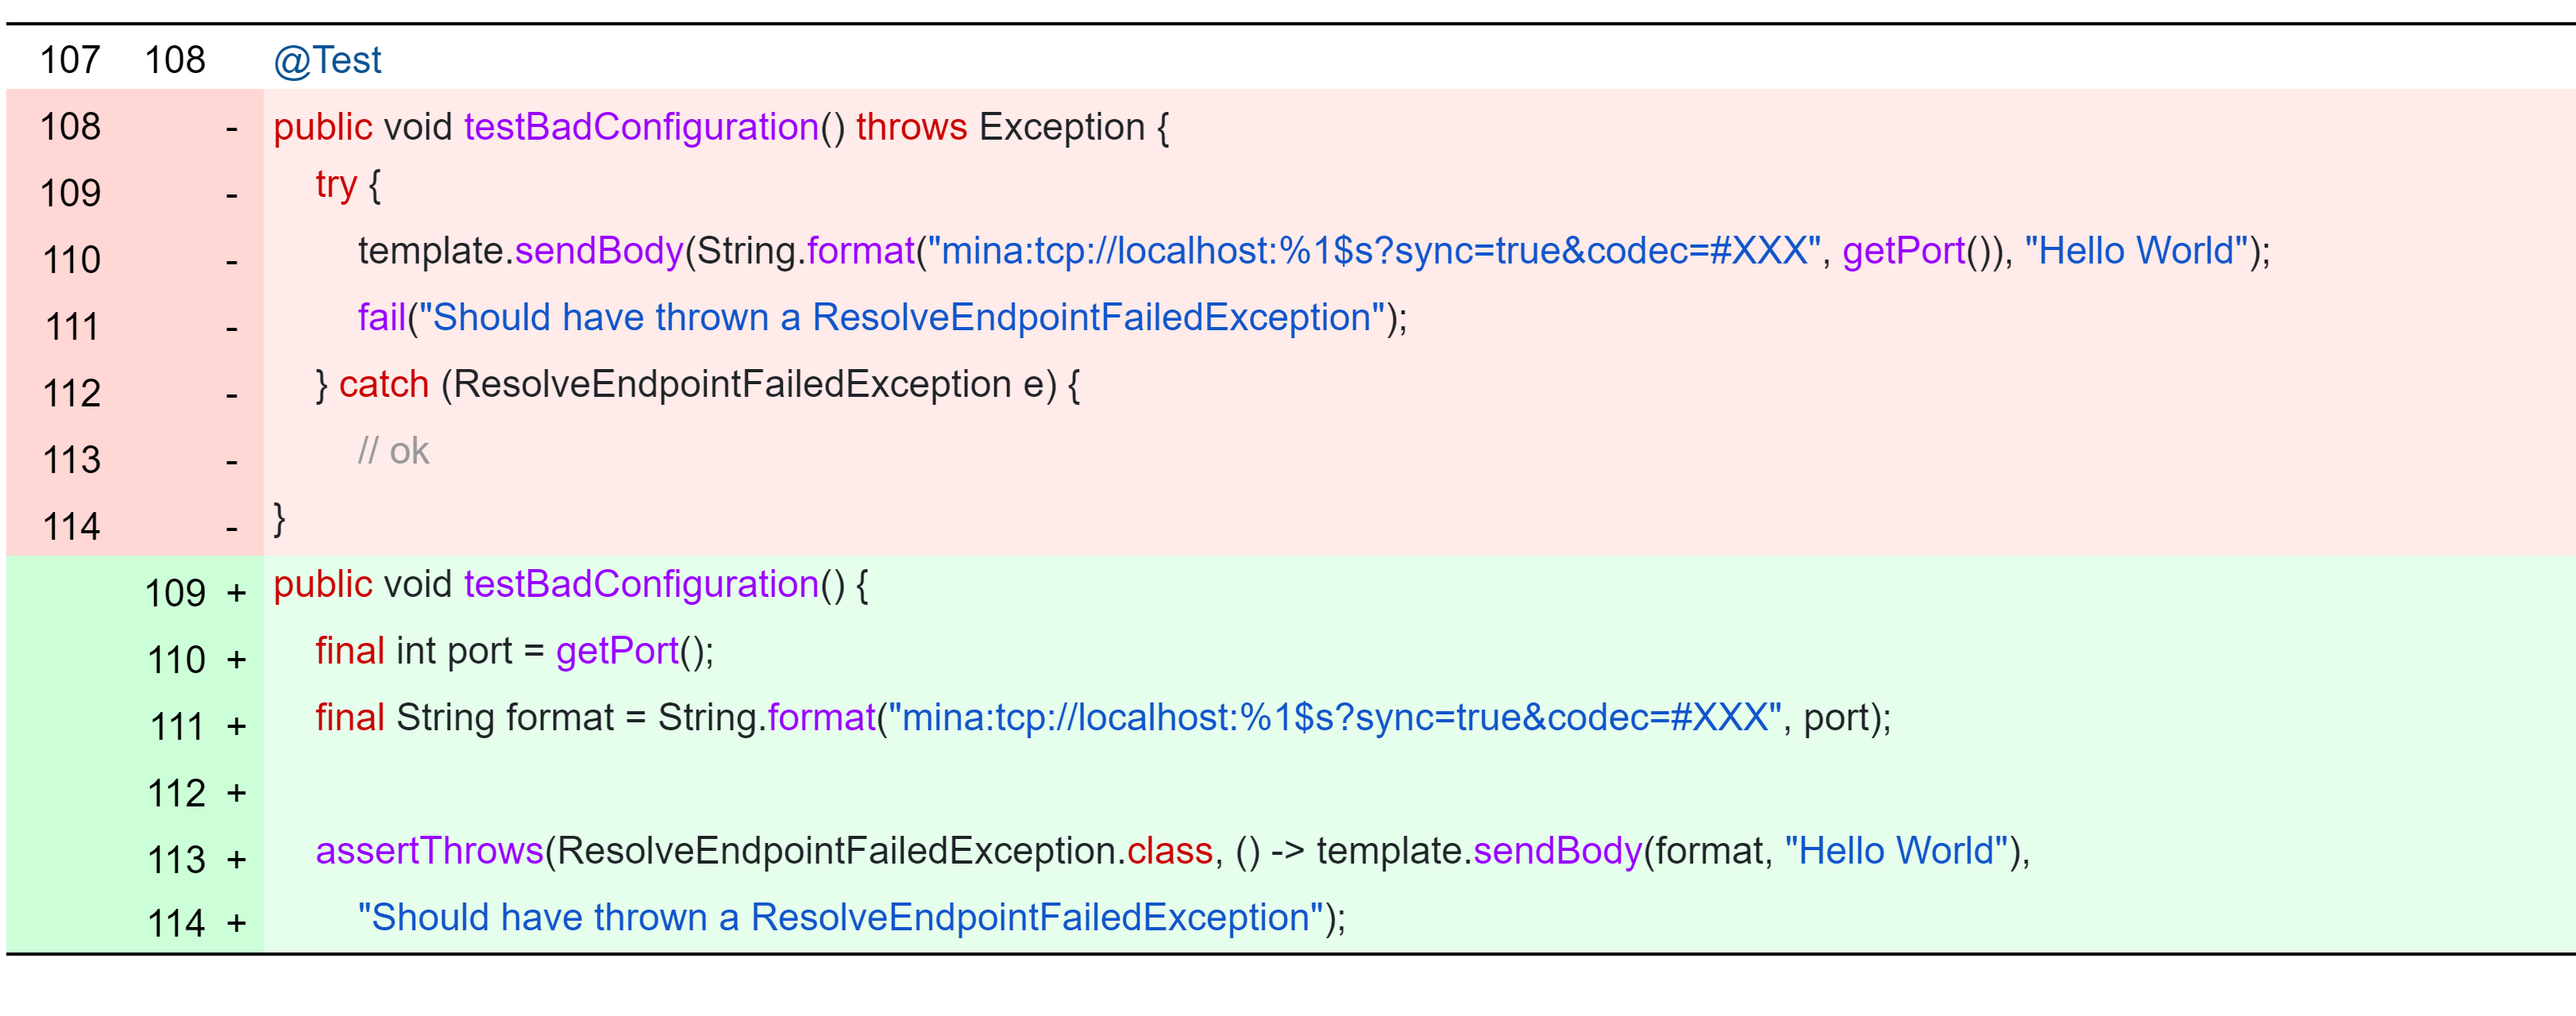 107 108 @Test
108 - public void testBadConfiguration() throws Exception {
109 - try {
110 - template.sendBody(String.format("mina:tcp://localhost:%1$s?sync=true&codec=#XXX", getPort()), "Hello World");
111 - fail("Should have thrown a ResolveEndpointFailedException");
112 - } catch (ResolveEndpointFailedException e) {
113 - // ok
114 - }
109 + public void testBadConfiguration() {
110 + final int port = getPort();
111 + final String format = String.format("mina:tcp://localhost:%1$s?sync=true&codec=#XXX", port);
112 +
113 + assertThrows(ResolveEndpointFailedException.class, () -> template.sendBody(format, "Hello World"),
114 + "Should have thrown a ResolveEndpointFailedException");